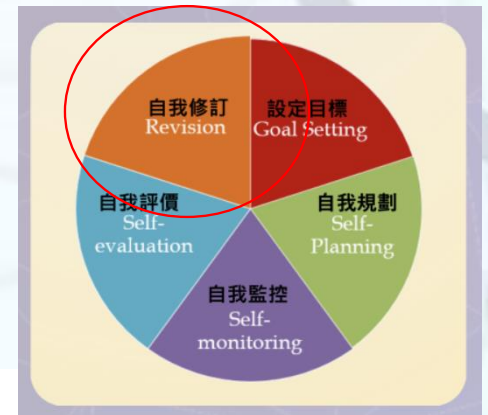 自我修訂
Revision
設定目標
Goal Setting
自我規劃
Self-
Planning
自我監控
Self-
monitoring
自我評價
Self-
evaluation